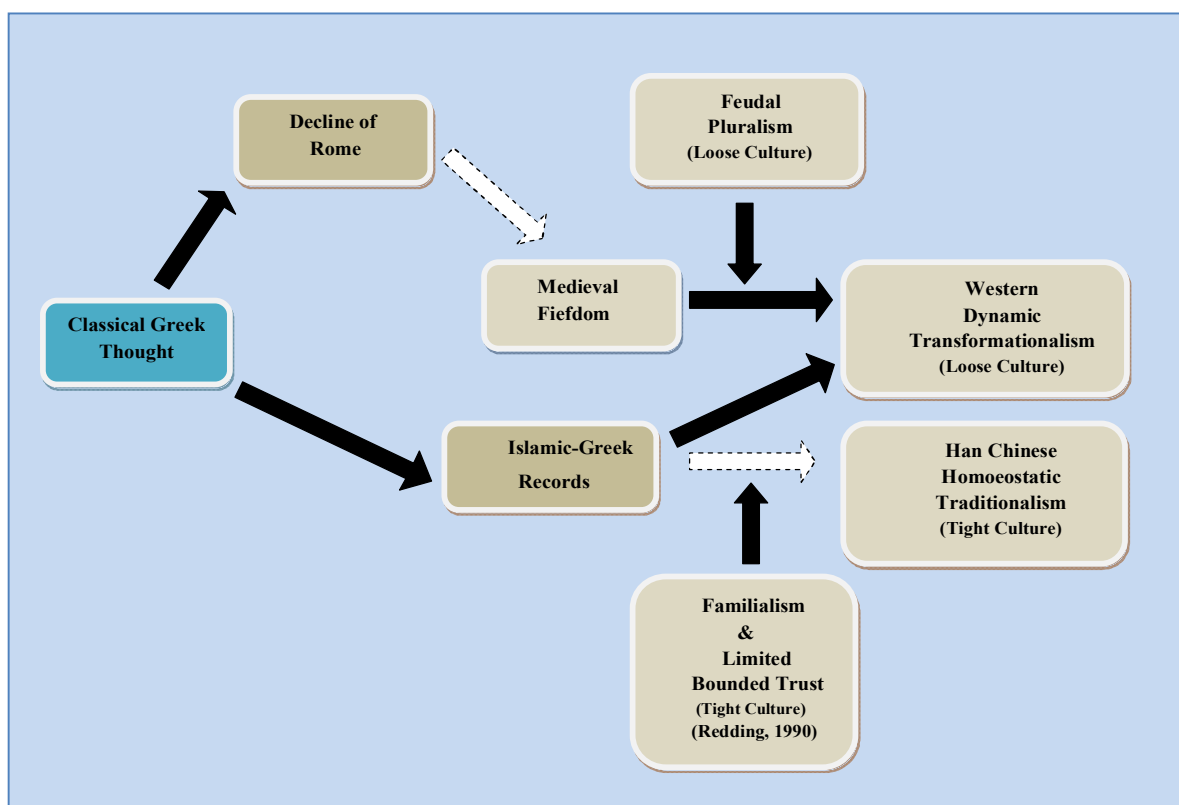 Decline of
Rome
Feudal
Pluralism
(Loose Culture)
Classical Greek
Thought
Medieval
Fiefdom
Western
Dynamic
Transformationalism
(Loose Culture)
Islamic-Greek
Records
Han Chinese
Homoeostatic
Traditionalism
(Tight Culture)
Familialism
&
Limited
Bounded Trust
(Tight Culture)
(Redding, 1990)